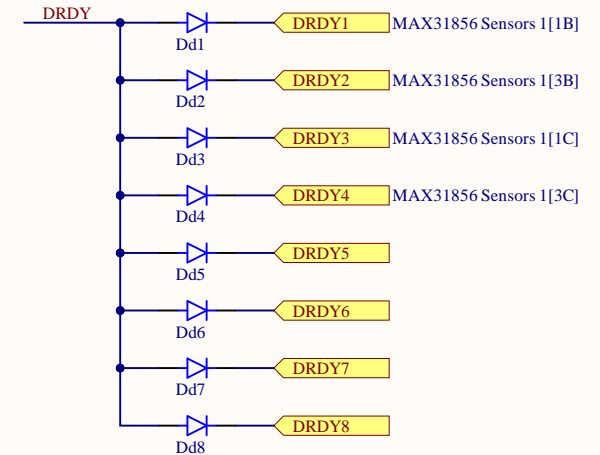 DRDY
DRDY1 MAX31856 Sensors 1[1B]
Dd1
DRDY2 MAX31856 Sensors 1[3B]
Dd2
DRDY3 MAX31856 Sensors 1[1C]
Dd3
DRDY4 MAX31856 Sensors 1[3C]
Dd4
DRDY5
Dd5
DRDY6
Dd6
DRDY7
Dd7
DRDY8
Dd8